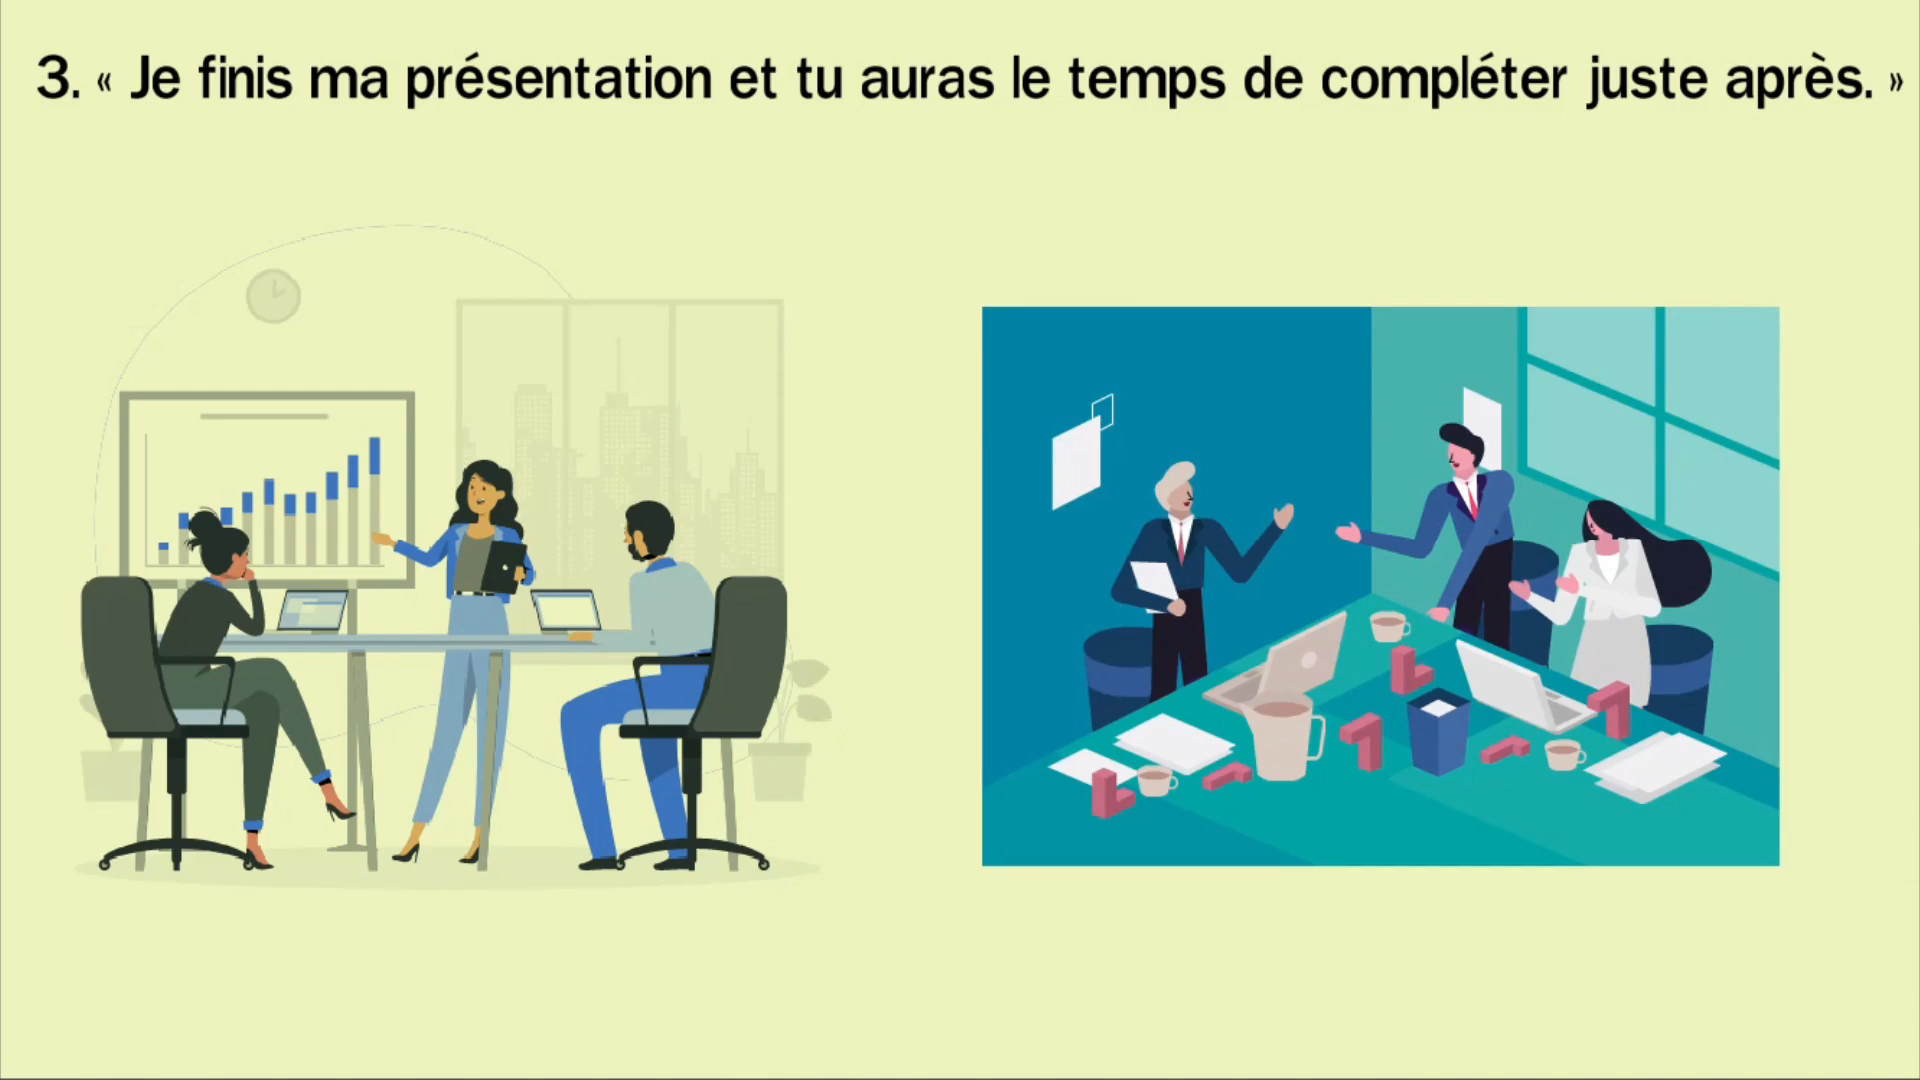 3. « Je finis ma présentation et tu auras le temps de compléter juste après. »